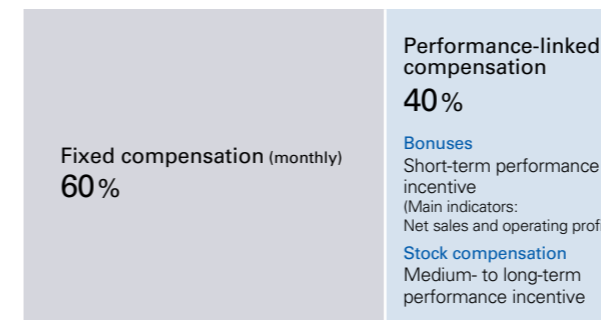 Fixed compensation (monthly)
60%
Performance-linked
compensation
40%
Bonuses
Short-term performance
incentive
(Main indicators:
Net sales and operating
Stock compensation
Medium- to long-term
performance incentive